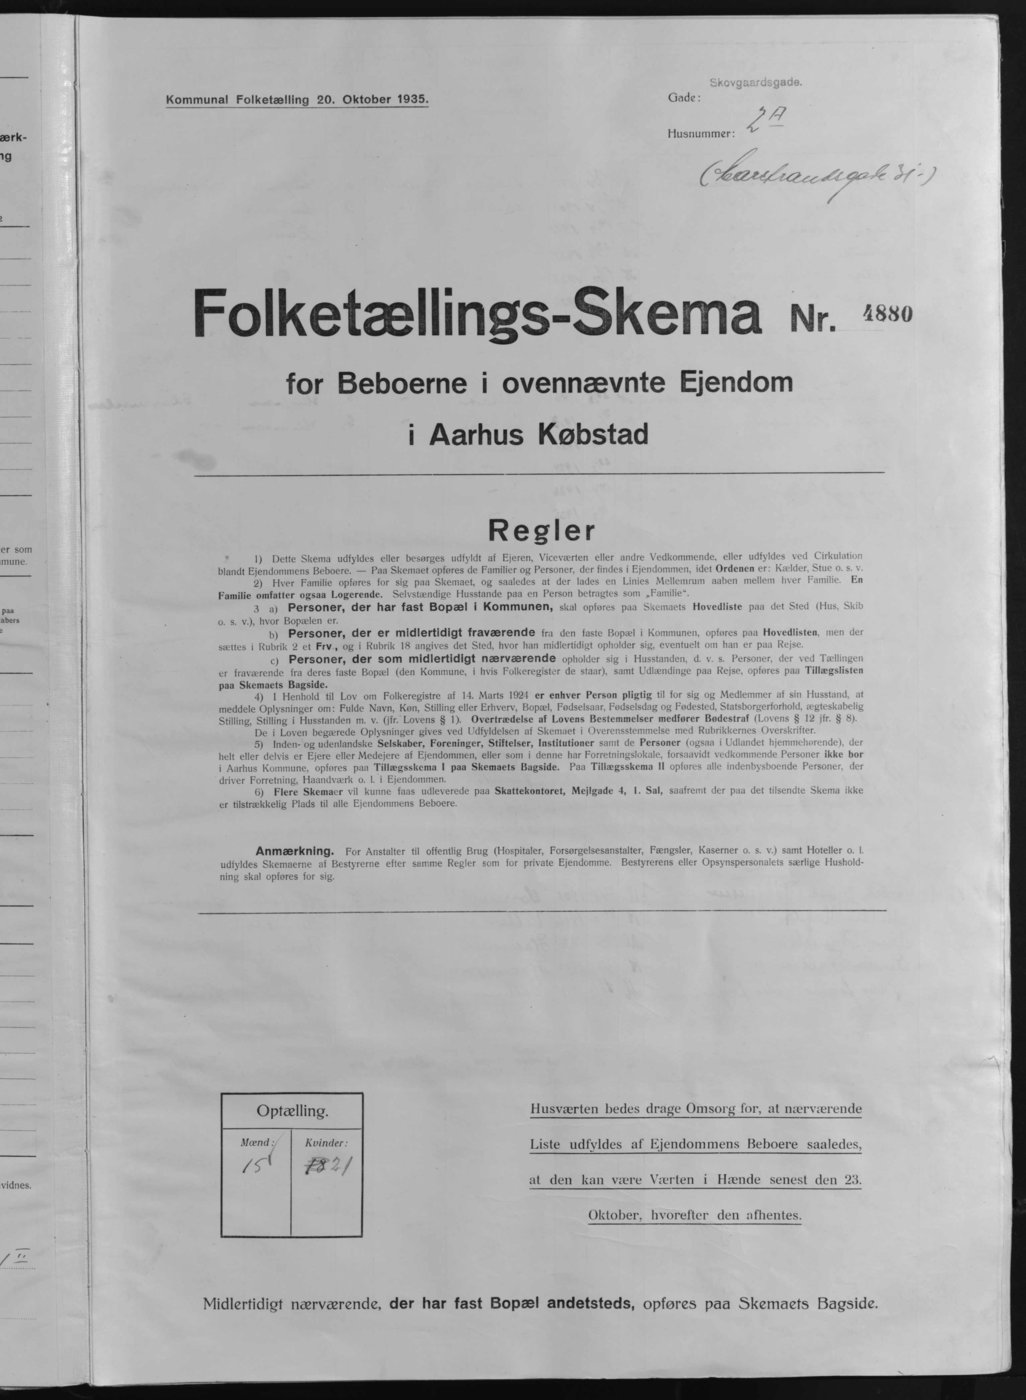 Kommunal Folketælling 20. Oktober 1935.
Skovgaardsgade.
Gade:
Husnummer: 2A
(Carstrandsgade 31-)
Folketællings-Skema Nr. 4880
for Beboerne i ovennævnte Ejendom
i Aarhus Købstad
Regler
1) Dette Skema udfyldes eller besørges udfyldt af Ejeren, Viceværten eller andre Vedkommende, eller udfyldes ved Cirkulation
blandt Ejendommens Beboere. — Paa Skemaet opføres de Familier og Personer, der findes i Ejendommen, idet Ordenen er: Kælder, Stue o. s. v.
2) Hver Familie opføres for sig paa Skemaet, og saaledes at der lades en Linies Mellemrum aaben mellem hver Familie. En
Familie omfatter ogsaa Logerende. Selvstændige Husstande paa en Person betragtes som „Familie“.
3 a) Personer, der har fast Bopæl i Kommunen, skal opføres paa Skemaets Hovedliste paa det Sted (Hus, Skib
o. s. v.), hvor Bopælen er.
b) Personer, der er midlertidigt fraværende fra den faste Bopæl i Kommunen, opføres paa Hovedlisten, men der
sættes i Rubrik 2 et Frv., og i Rubrik 18 angives det Sted, hvor han midlertidigt opholder sig, eventuelt om han er paa Rejse.
c) Personer, der som midlertidigt nærværende opholder sig i Husstanden, d. v. s. Personer, der ved Tællingen
er fraværende fra deres faste Bopæl (den Kommune, i hvis Folkeregister de staar), samt Udlændinge paa Rejse, opføres paa Tillægslisten
paa Skemaets Bagside.
4) I Henhold til Lov om Folkeregistre af 14. Marts 1924 er enhver Person pligtig til for sig og Medlemmer af sin Husstand, at
meddele Oplysninger om: Fulde Navn, Køn, Stilling eller Erhverv, Bopæl, Fødselsaar, Fødselsdag og Fødested, Statsborgerforhold, ægteskabelig
Stilling, Stilling i Husstanden m. v. (jfr. Lovens § 1). Overtrædelse af Lovens Bestemmelser medfører Bødestraf (Lovens § 12 jfr. § 8).
De i Loven begærede Oplysninger gives ved Udfyldelsen af Skemaet i Overensstemmelse med Rubrikkernes Overskrifter.
5) Inden- og udenlandske Selskaber, Foreninger, Stiftelser, Institutioner samt de Personer (ogsaa i Udlandet hjemmehørende), der
helt eller delvis er Ejere eller Medejere af Ejendommen, eller som i denne har Forretningslokale, forsaavidt vedkommende Personer ikke bor
i Aarhus Kommune, opføres paa Tillægsskema I paa Skemaets Bagside. Paa Tillægsskema II opføres alle indenbysboende Personer, der
driver Forretning, Haandværk o. l. i Ejendommen.
6) Flere Skemaer vil kunne faas udleverede paa Skattekontoret, Mejlgade 4, 1. Sal, saafremt der paa det tilsendte Skema ikke
er tilstrækkelig Plads til alle Ejendommens Beboere.
Anmærkning. For Anstalter til offentlig Brug (Hospitaler, Forsørgelsesanstalter, Fængsler, Kaserner o. s. v.) samt Hoteller o. l.
udfyldes Skemaerne af Bestyrerne efter samme Regler som for private Ejendomme. Bestyrerens eller Opsynspersonalets særlige Hushold-
ning skal opføres for sig.
Optælling.
Mænd: Kvinder:
15 21
Husværten bedes drage Omsorg for, at nærværende
Liste udfyldes af Ejendommens Beboere saaledes,
at den kan være Værten i Hænde senest den 23.
Oktober, hvorefter den afhentes.
Midlertidigt nærværende, der har fast Bopæl andetsteds, opføres paa Skemaets Bagside.
ærk-
ng
er som
mmune.
paa
abers
vidnes.